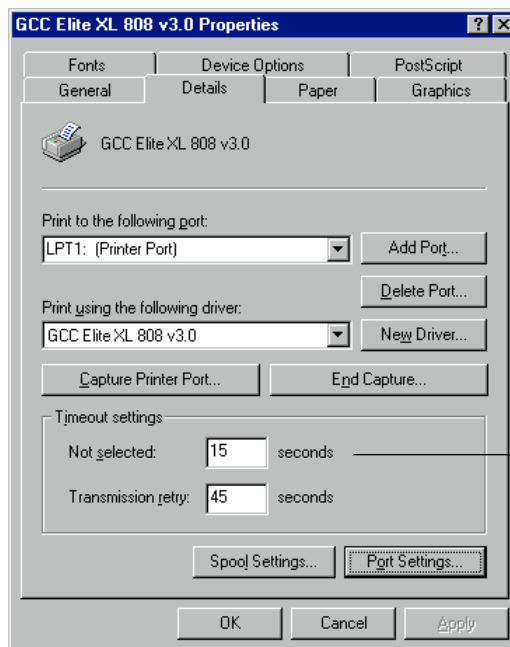 GCC Elite XL 808 v3.0 Properties ? X
Fonts Device Options PostScript
General Details Paper Graphics
GCC Elite XL 808 v3.0
Print to the following port:
LPT1: (Printer Port) Add Port...
Delete Port...
Print using the following driver:
GCC Elite XL 808 v3.0 New Driver...
Capture Printer Port... End Capture...
Timeout settings
Not selected: 15 seconds
Transmission retry: 45 seconds
Spool Settings... Port Settings...
OK Cancel Apply